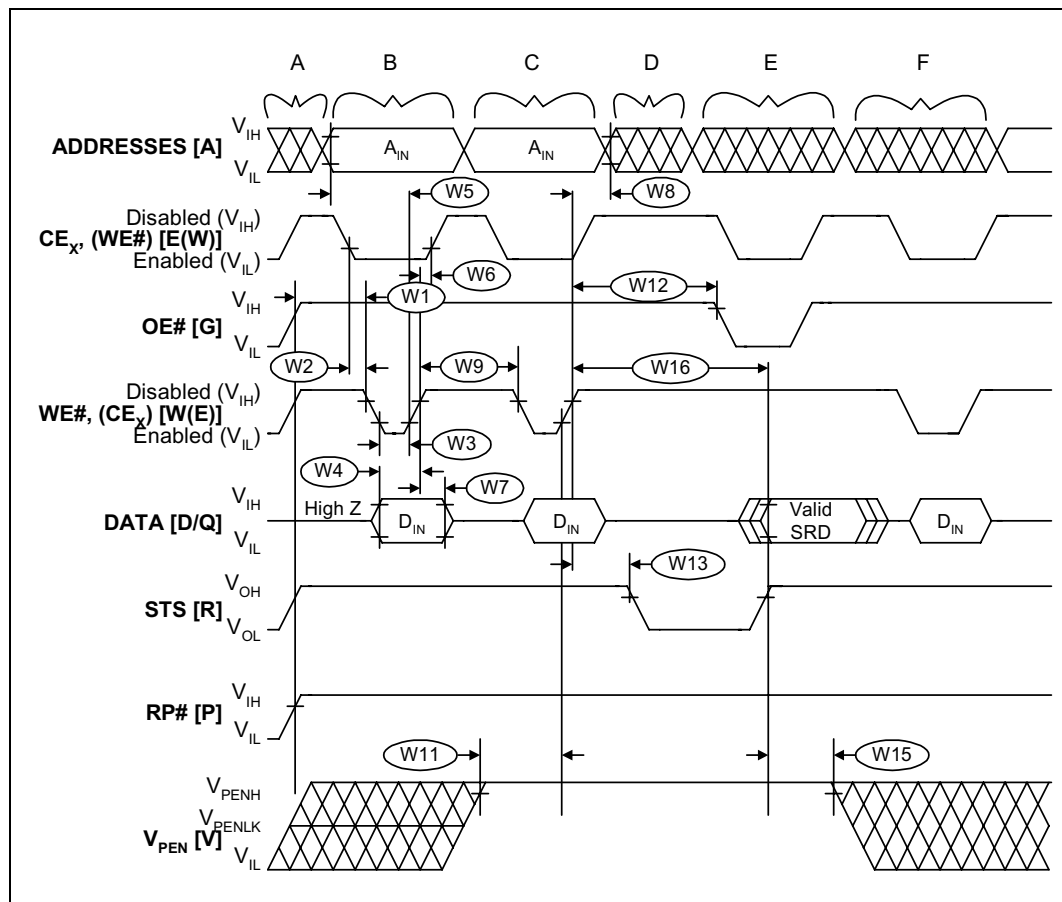 A B C D E F
V_IH
ADDRESSES [A] A_IN A_IN
V_IL
W5 W8
Disabled (V_IH)
CE_X, (WE#) [E(W)]
Enabled (V_IL)
W6
W1 W12
V_IH
OE# [G]
V_IL
W2 W9 W16
Disabled (V_IH)
WE#, (CE_X) [W(E)]
Enabled (V_IL)
W3
W4
W7
V_IH High Z Valid
DATA [D/Q] D_IN D_IN SRD D_IN
V_IL
W13
V_OH
STS [R]
V_OL
V_IH
RP# [P]
V_IL
W11 W15
V_PENH
V_PENLK
V_PEN [V]
V_IL